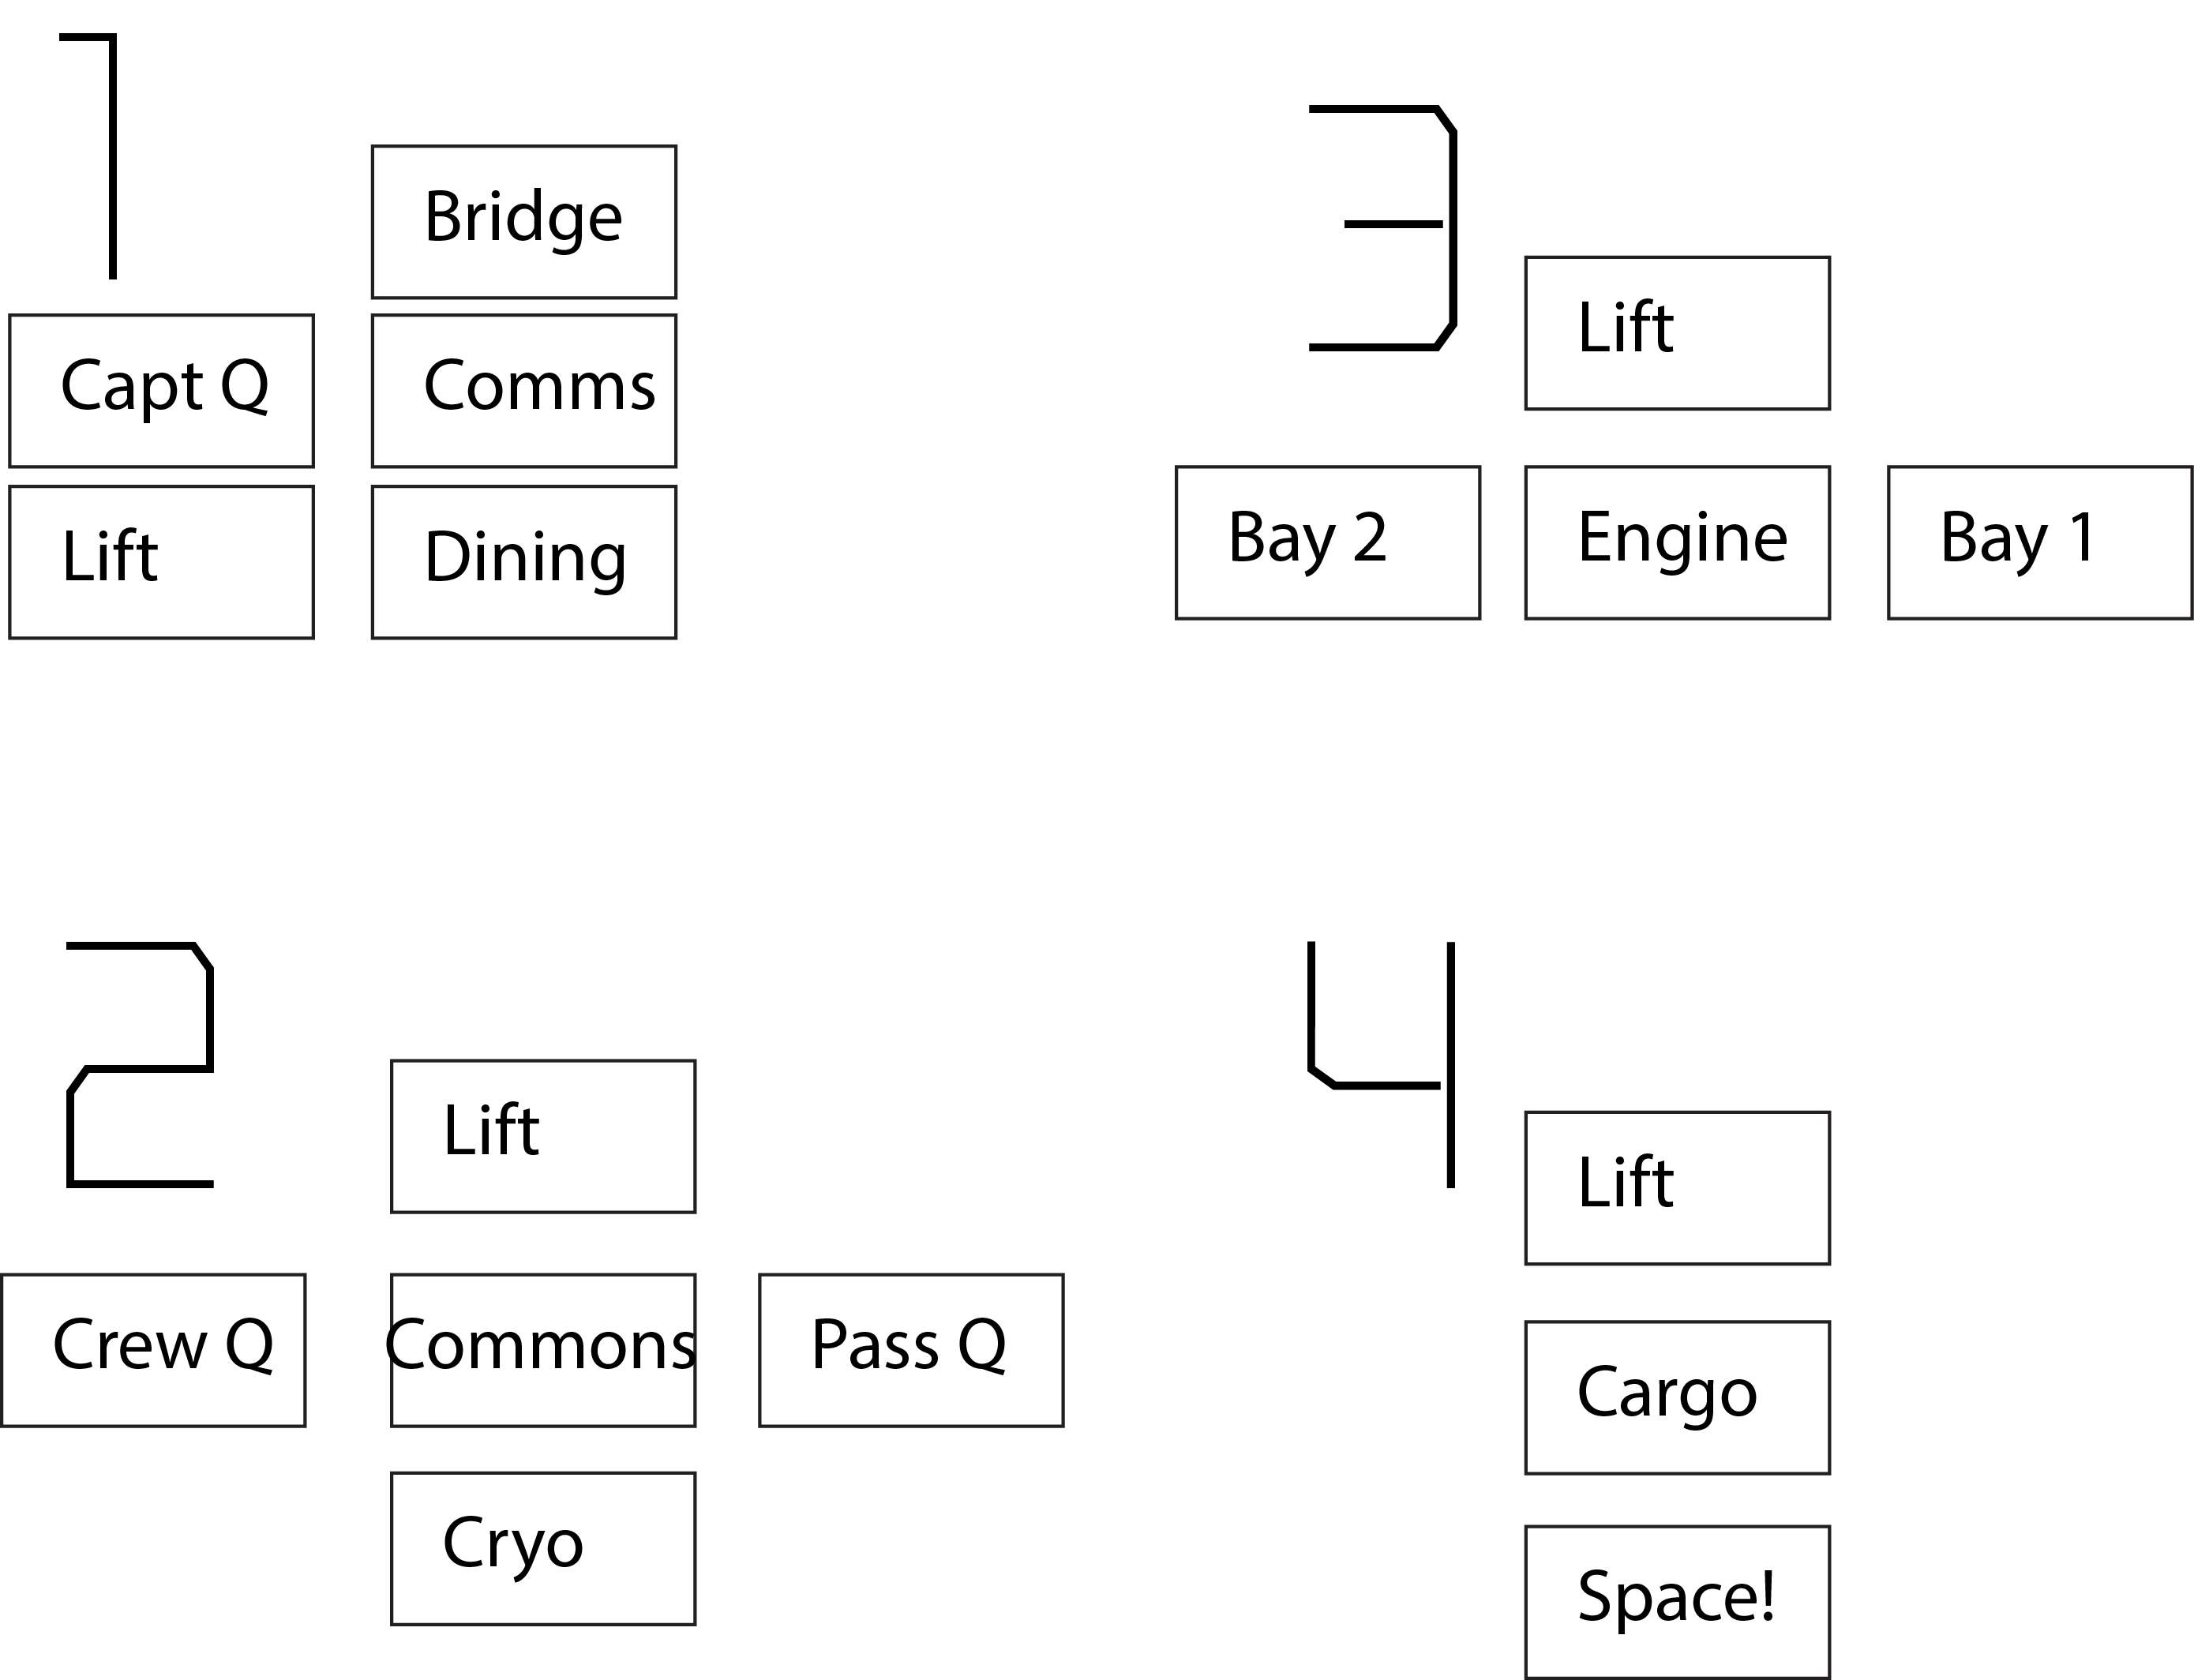 1
Bridge
Capt Q
Comms
Lift
Dining
3
Lift
Bay 2
Engine
Bay 1
2
Lift
Crew Q
Commons
Pass Q
Cryo
4
Lift
Cargo
Space!